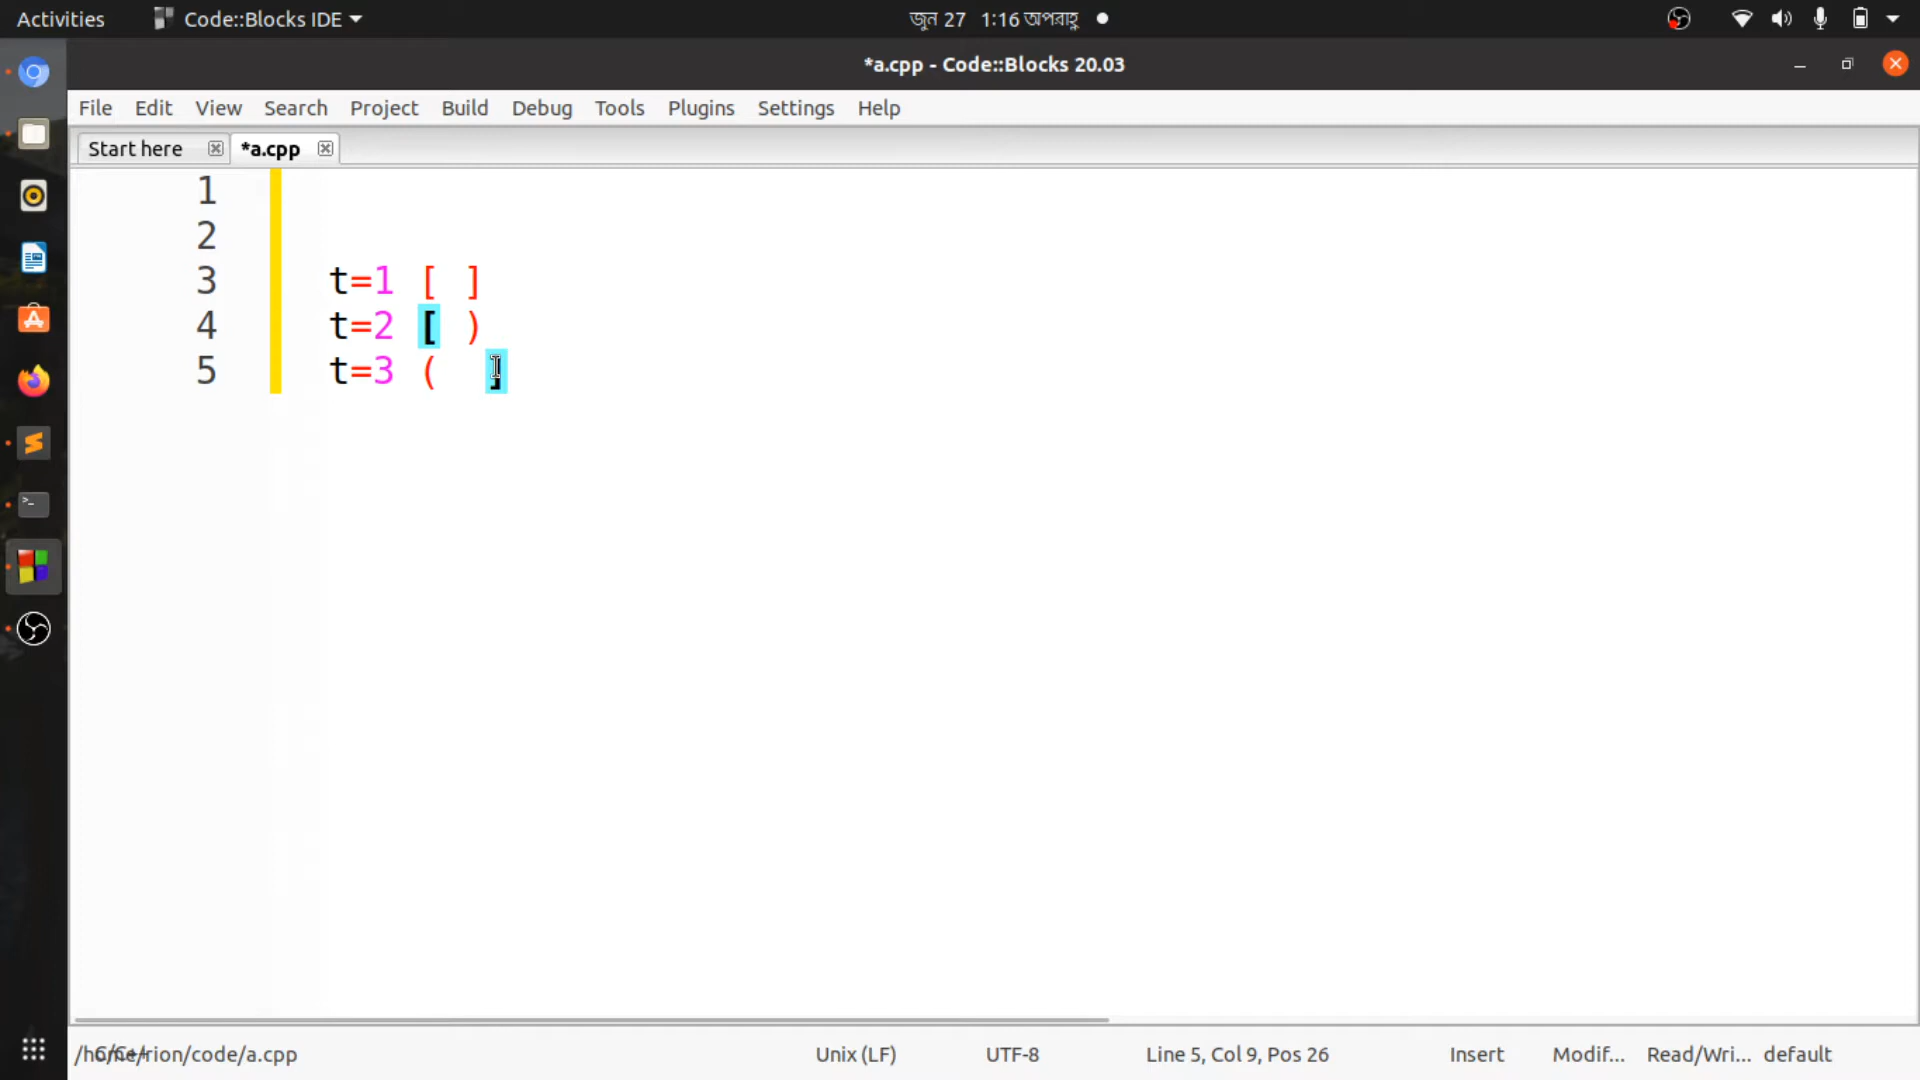 Activities Code::Blocks IDE জুন 27 1:16 অপরাহ্ণ
*a.cpp - Code::Blocks 20.03
File Edit View Search Project Build Debug Tools Plugins Settings Help
Start here *a.cpp
1
2
3 t=1 [ ]
4 t=2 [ )
5 t=3 ( ]
/home/rion/code/a.cpp C/C++ Unix (LF) UTF-8 Line 5, Col 9, Pos 26 Insert Modif... Read/Wri... default